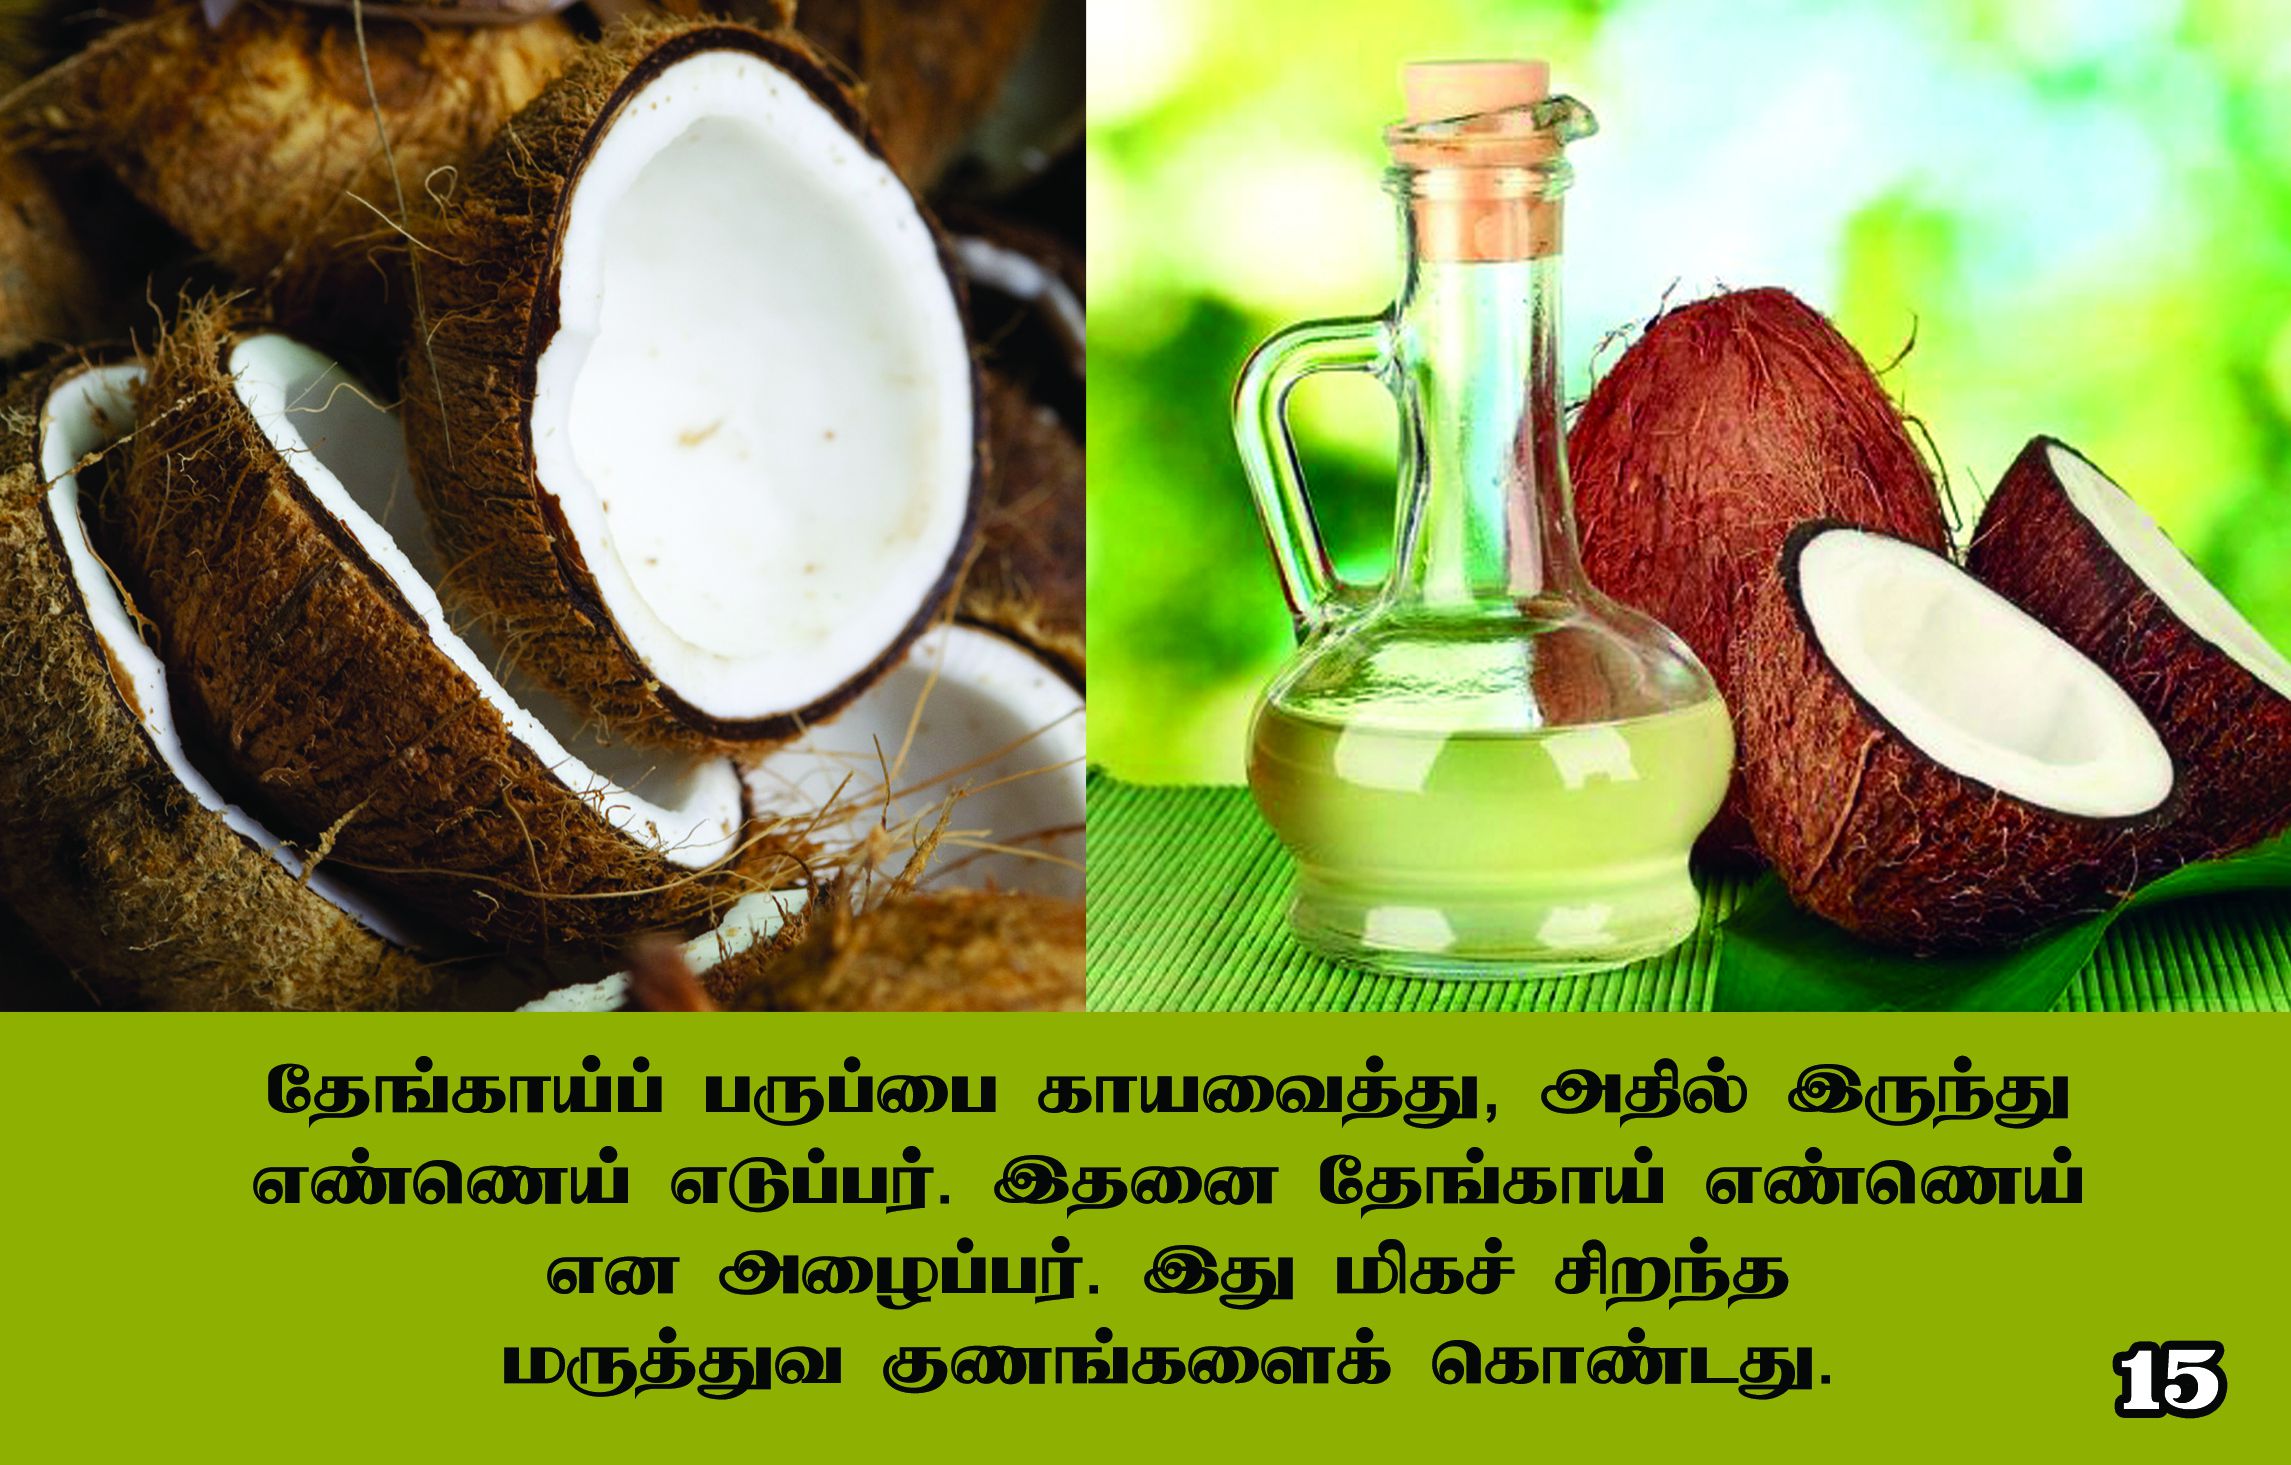 தேங்காய்ப் பருப்பை காயவைத்து, அதில் இருந்து
எண்ணெய் எடுப்பர். இதனை தேங்காய் எண்ணெய்
என அழைப்பர். இது மிகச் சிறந்த
மருத்துவ குணங்களைக் கொண்டது.
15